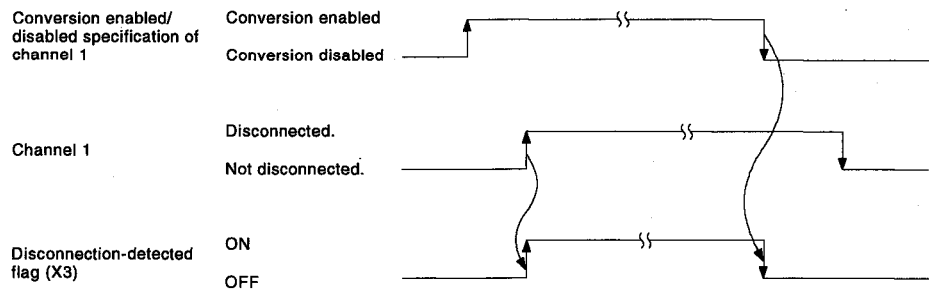 Conversion enabled/
disabled specification of
channel 1
Conversion enabled
Conversion disabled
Channel 1
Disconnected.
Not disconnected.
Disconnection-detected
flag (X3)
ON
OFF